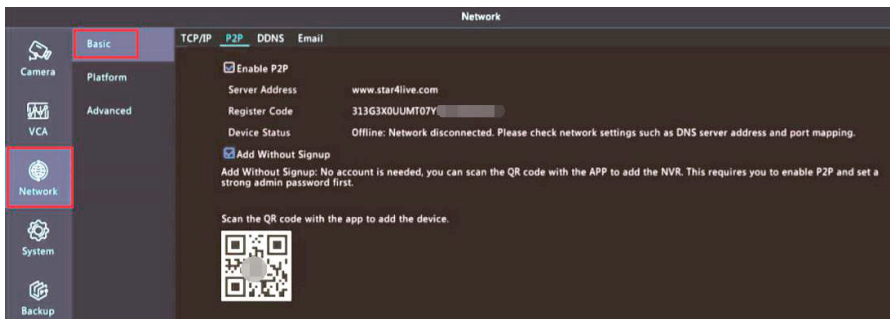 Network
Camera
VCA
Network
System
Backup
Basic
Platform
Advanced
TCP/IP P2P DDNS Email
Enable P2P
Server Address www.star4live.com
Register Code 313G3X0UUMT07Y
Device Status Offline: Network disconnected. Please check network settings such as DNS server address and port mapping.
Add Without Signup
Add Without Signup: No account is needed, you can scan the QR code with the APP to add the NVR. This requires you to enable P2P and set a
strong admin password first.
Scan the QR code with the app to add the device.